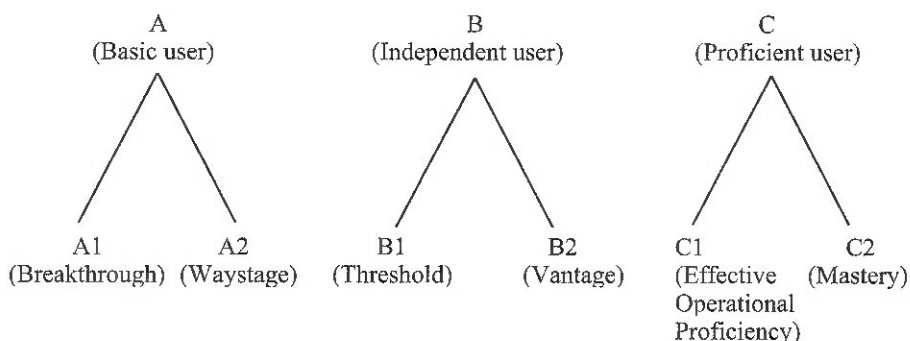 A
(Basic user)
B
(Independent user)
C
(Proficient user)
A1
(Breakthrough)
A2
(Waystage)
B1
(Threshold)
B2
(Vantage)
C1
(Effective
Operational
Proficiency)
C2
(Mastery)